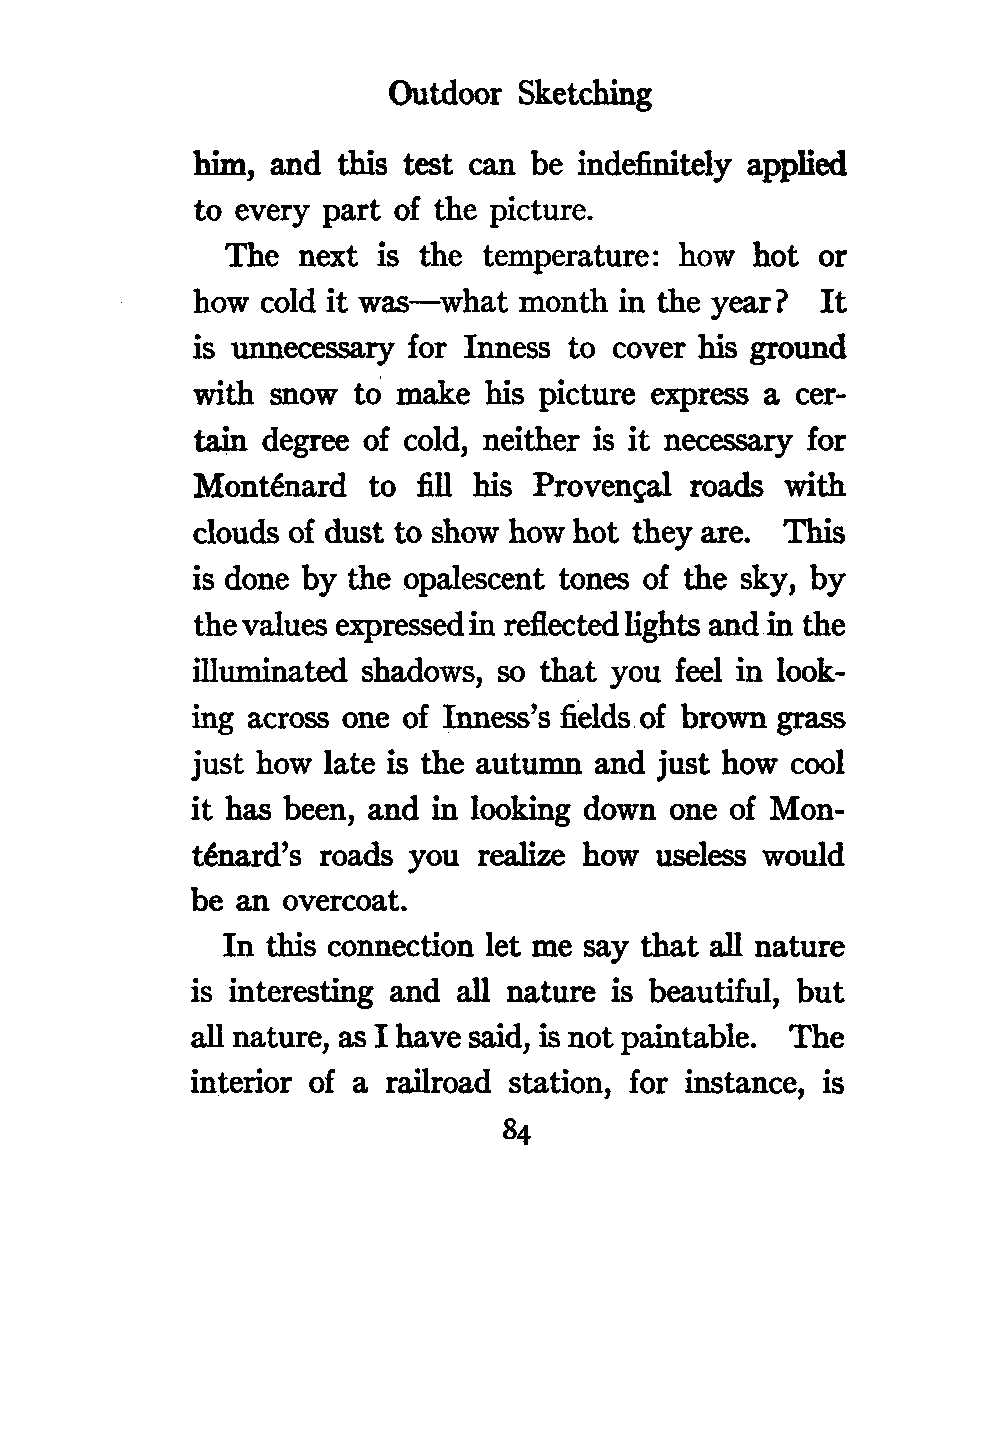 Outdoor Sketching
him, and this test can be indefinitely applied
to every part of the picture.
The next is the temperature: how hot or
how cold it was—what month in the year? It
is unnecessary for Inness to cover his ground
with snow to make his picture express a cer-
tain degree of cold, neither is it necessary for
Monténard to fill his Provençal roads with
clouds of dust to show how hot they are. This
is done by the opalescent tones of the sky, by
the values expressed in reflected lights and in the
illuminated shadows, so that you feel in look-
ing across one of Inness's fields of brown grass
just how late is the autumn and just how cool
it has been, and in looking down one of Mon-
ténard's roads you realize how useless would
be an overcoat.
In this connection let me say that all nature
is interesting and all nature is beautiful, but
all nature, as I have said, is not paintable. The
interior of a railroad station, for instance, is
84